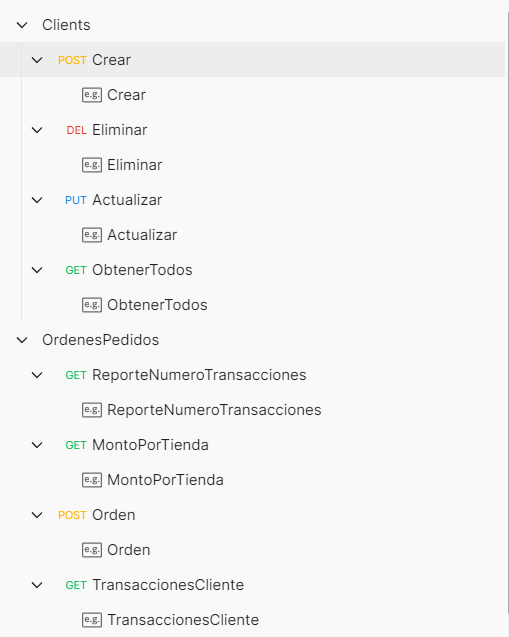 Clients
POST Crear
e.g. Crear
DEL Eliminar
e.g. Eliminar
PUT Actualizar
e.g. Actualizar
GET ObtenerTodos
e.g. ObtenerTodos
OrdenesPedidos
GET ReporteNumeroTransacciones
e.g. ReporteNumeroTransacciones
GET MontoPorTienda
e.g. MontoPorTienda
POST Orden
e.g. Orden
GET TransaccionesCliente
e.g. TransaccionesCliente